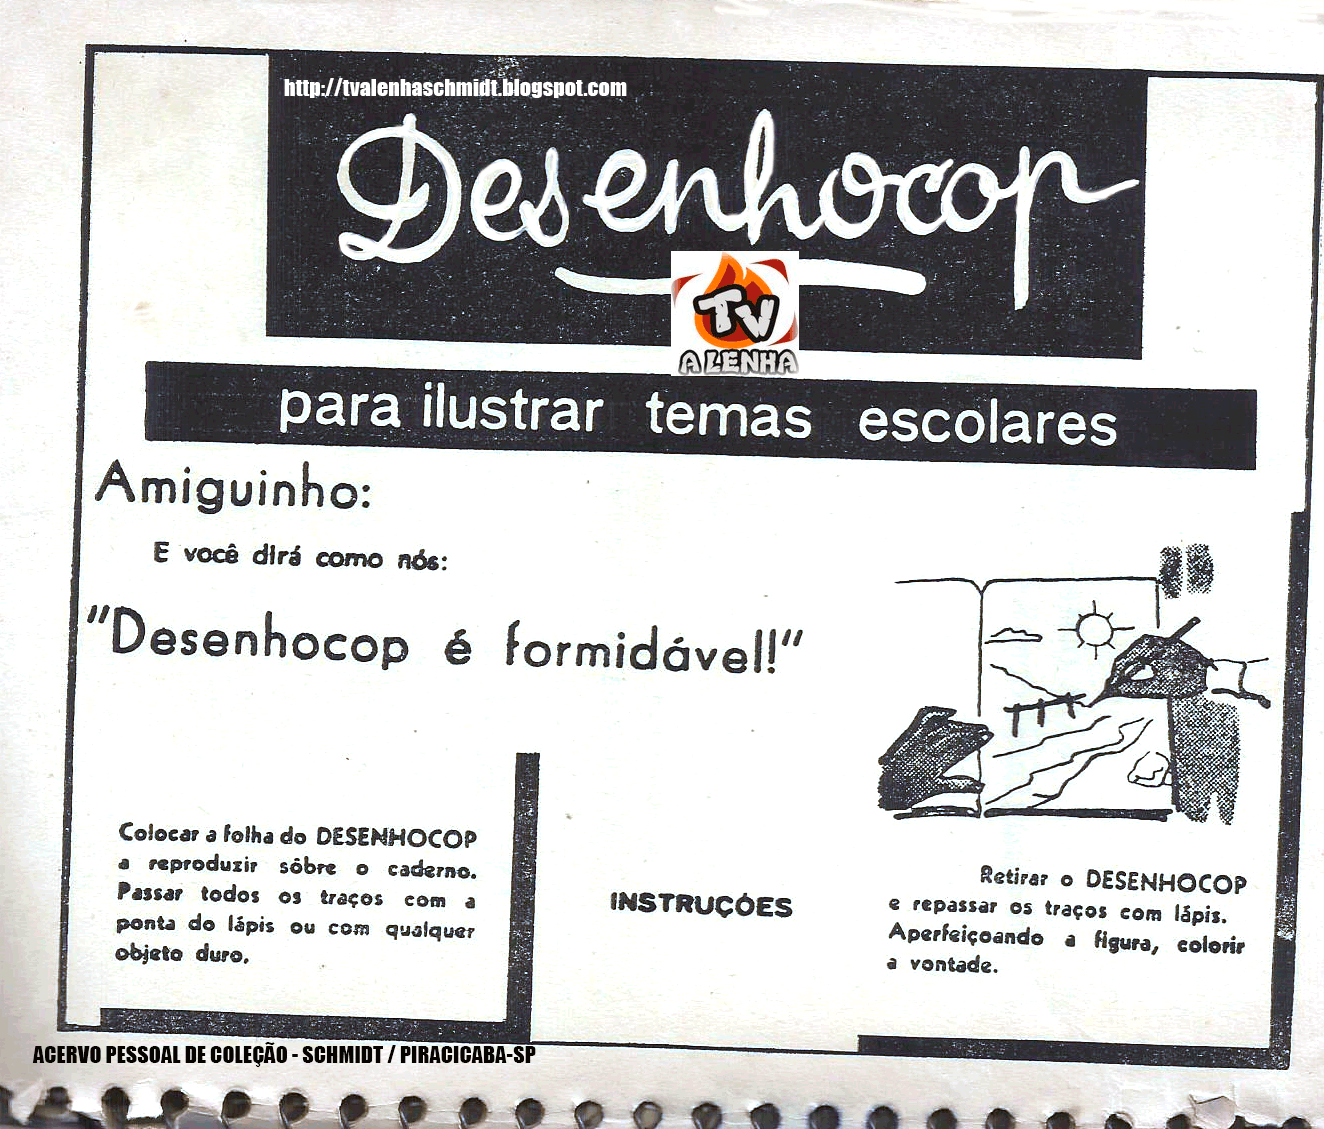 http://tvalenhaschmidt.blogspot.com
Desenhocop
TV
A LENHA
para ilustrar temas escolares
Amiguinho:
E você dirá como nós:
"Desenhocop é formidável!"
Colocar a folha do DESENHOCOP
a reproduzir sôbre o caderno.
Passar todos os traços com a
ponta do lápis ou com qualquer
objeto duro.
INSTRUÇÓES
Retirar o DESENHOCOP
e repassar os traços com lápis.
Aperfeiçoando a figura, colorir
a vontade.
ACERVO PESSOAL DE COLEÇÃO - SCHMIDT / PIRACICABA-SP